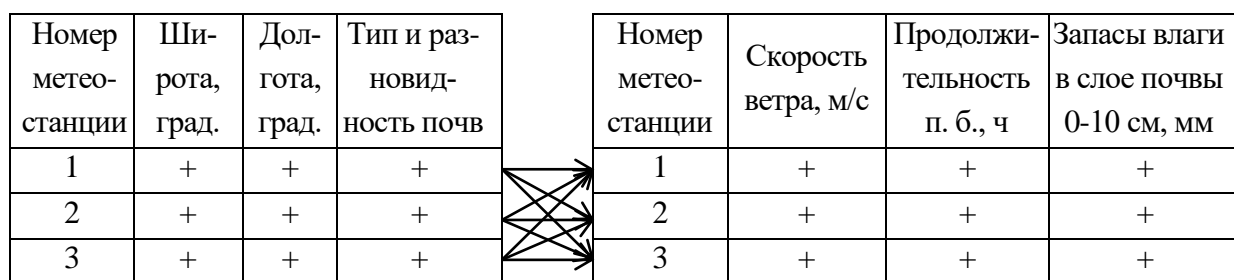 Номер метео-станции | Ши-рота, град. | Дол-гота, град. | Тип и раз-новид-ность почв
1 | + | + | +
2 | + | + | +
3 | + | + | +
Номер метео-станции | Скорость ветра, м/с | Продолжи-тельность п. б., ч | Запасы влаги в слое почвы 0-10 см, мм
1 | + | + | +
2 | + | + | +
3 | + | + | +